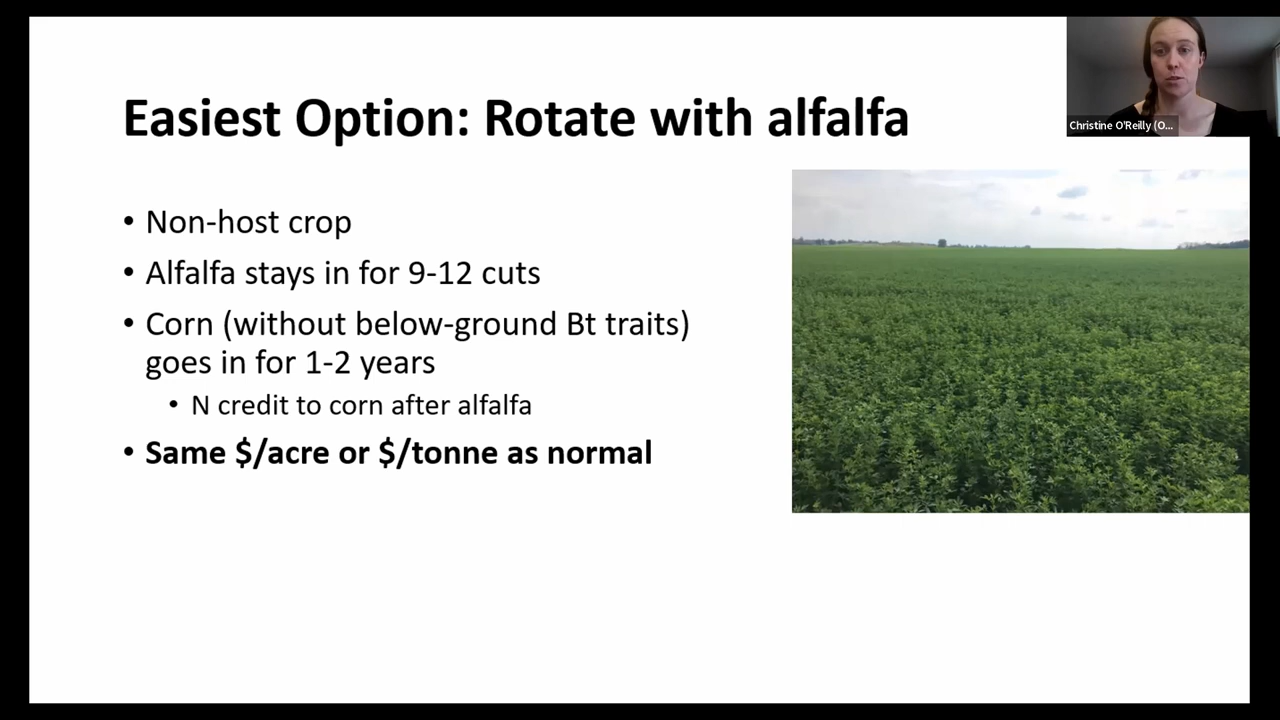 Easiest Option: Rotate with alfalfa
Christine O'Reilly (O...
• Non-host crop
• Alfalfa stays in for 9-12 cuts
• Corn (without below-ground Bt traits)
goes in for 1-2 years
• N credit to corn after alfalfa
• Same $/acre or $/tonne as normal